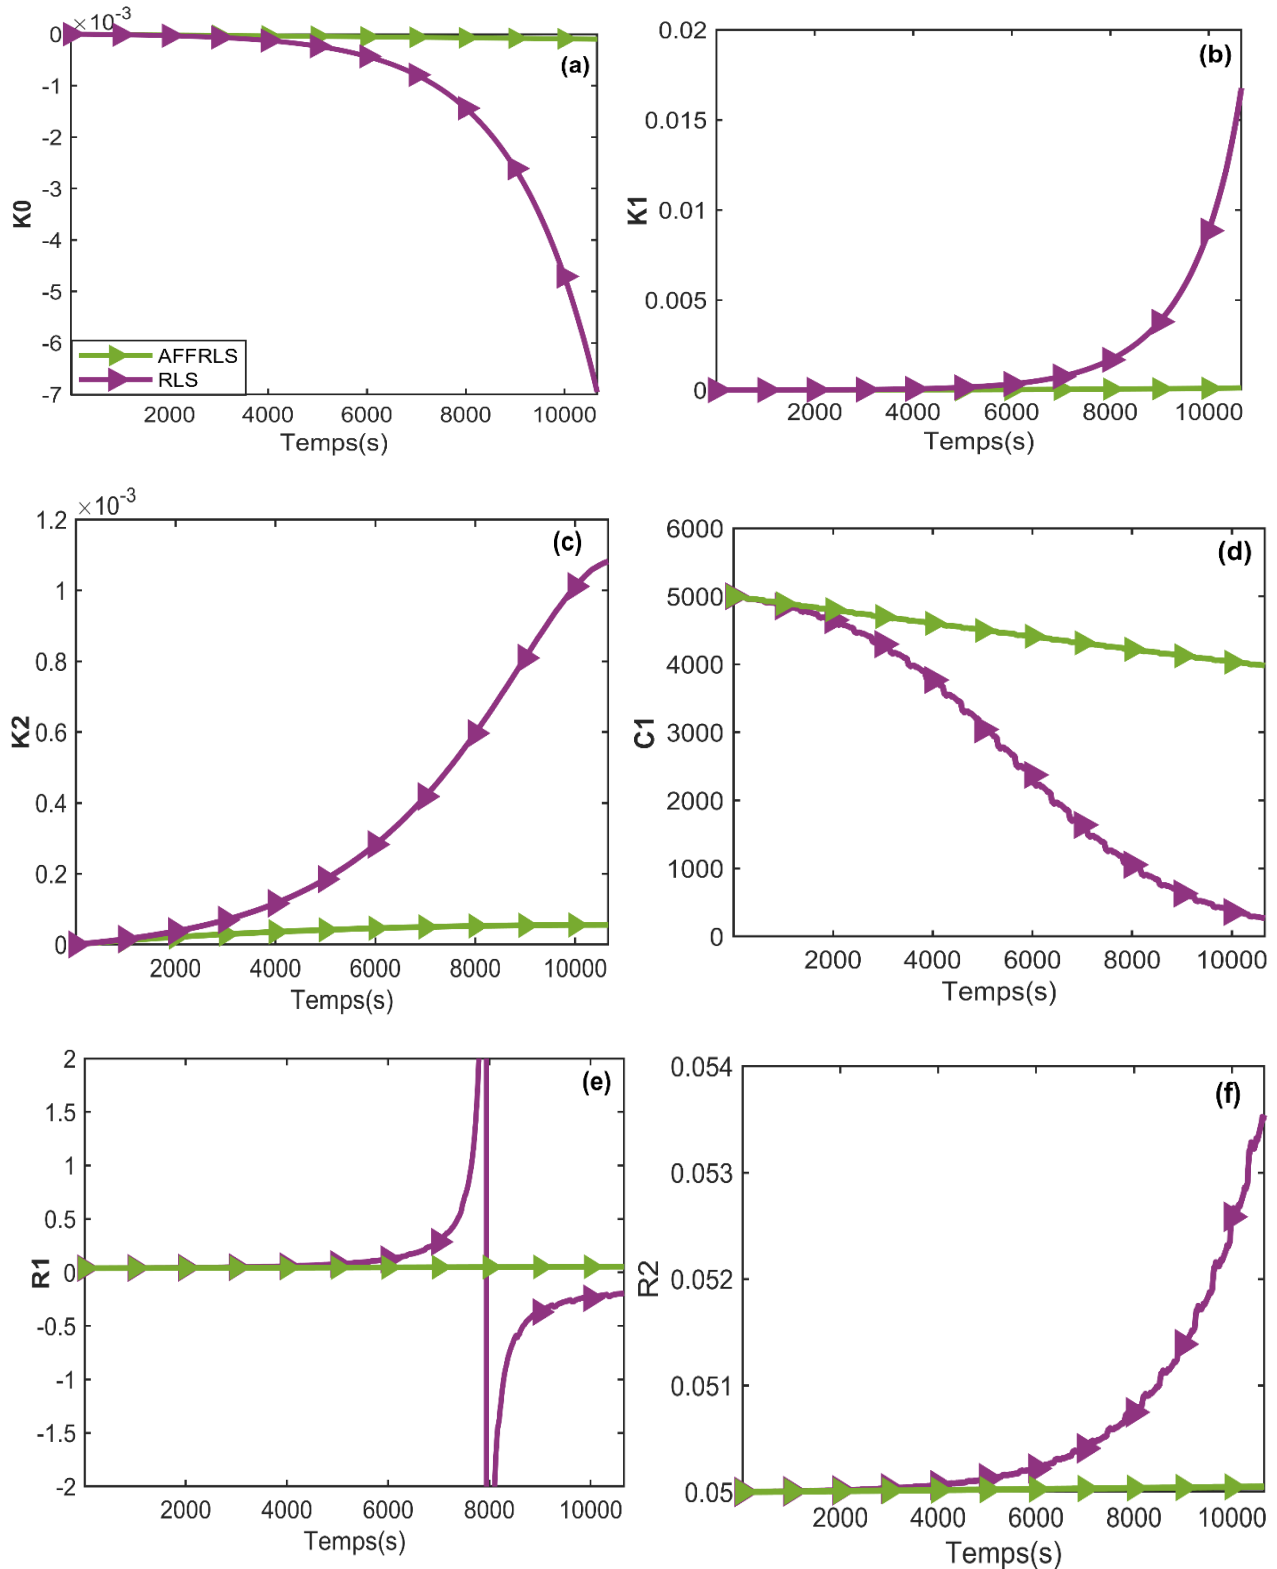 ×10⁻³
0
-1
-2
-3
-4
-5
-6
-7
K0
(a)
AFFRLS
RLS
2000 4000 6000 8000 10000
Temps(s)
0.02
0.015
0.01
0.005
0
K1
(b)
2000 4000 6000 8000 10000
Temps(s)
×10⁻³
1.2
1
0.8
0.6
0.4
0.2
0
K2
(c)
2000 4000 6000 8000 10000
Temps(s)
6000
5000
4000
3000
2000
1000
0
C1
(d)
2000 4000 6000 8000 10000
Temps(s)
2
1.5
1
0.5
0
-0.5
-1
-1.5
-2
R1
(e)
2000 4000 6000 8000 10000
Temps(s)
0.054
0.053
0.052
0.051
0.05
R2
(f)
2000 4000 6000 8000 10000
Temps(s)